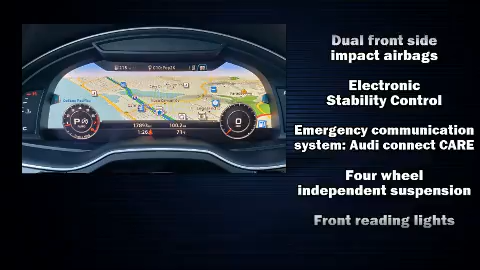 Dual front side
impact airbags
Electronic
Stability Control
Emergency communication
system: Audi connect CARE
Four wheel
independent suspension
Front reading lights